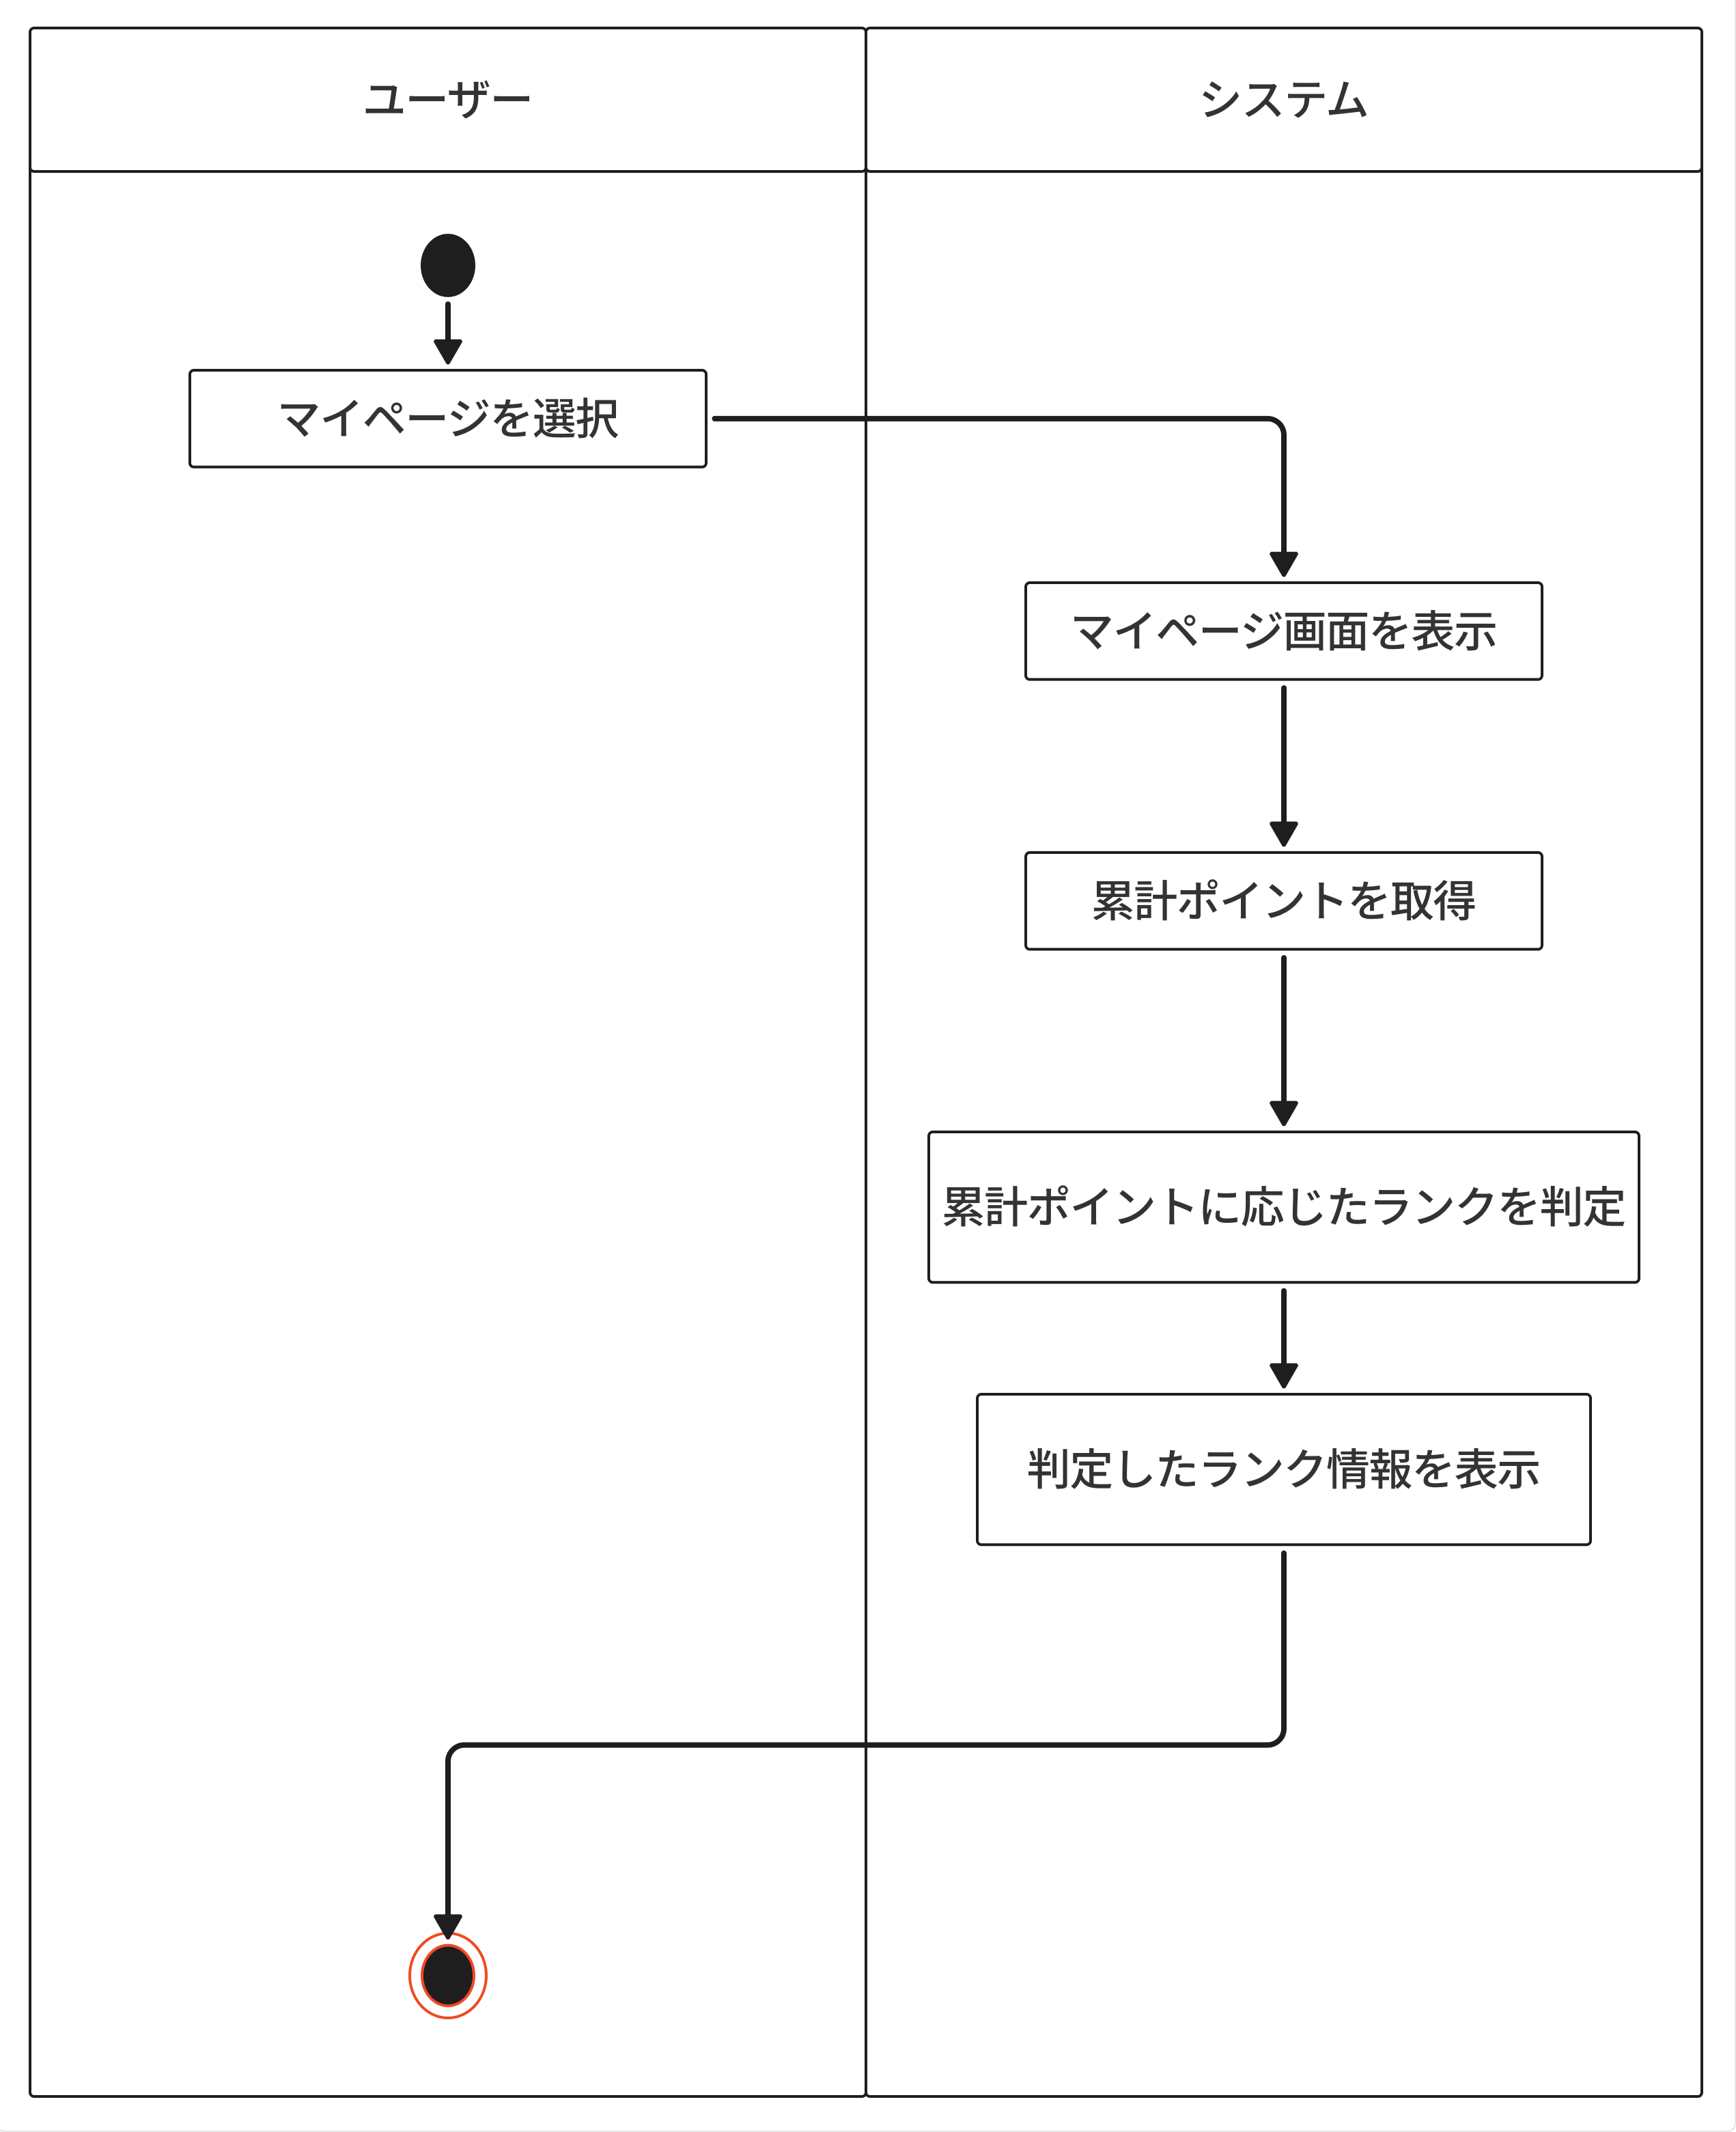 ユーザー
システム
マイページを選択
マイページ画面を表示
累計ポイントを取得
累計ポイントに応じたランクを判定
判定したランク情報を表示